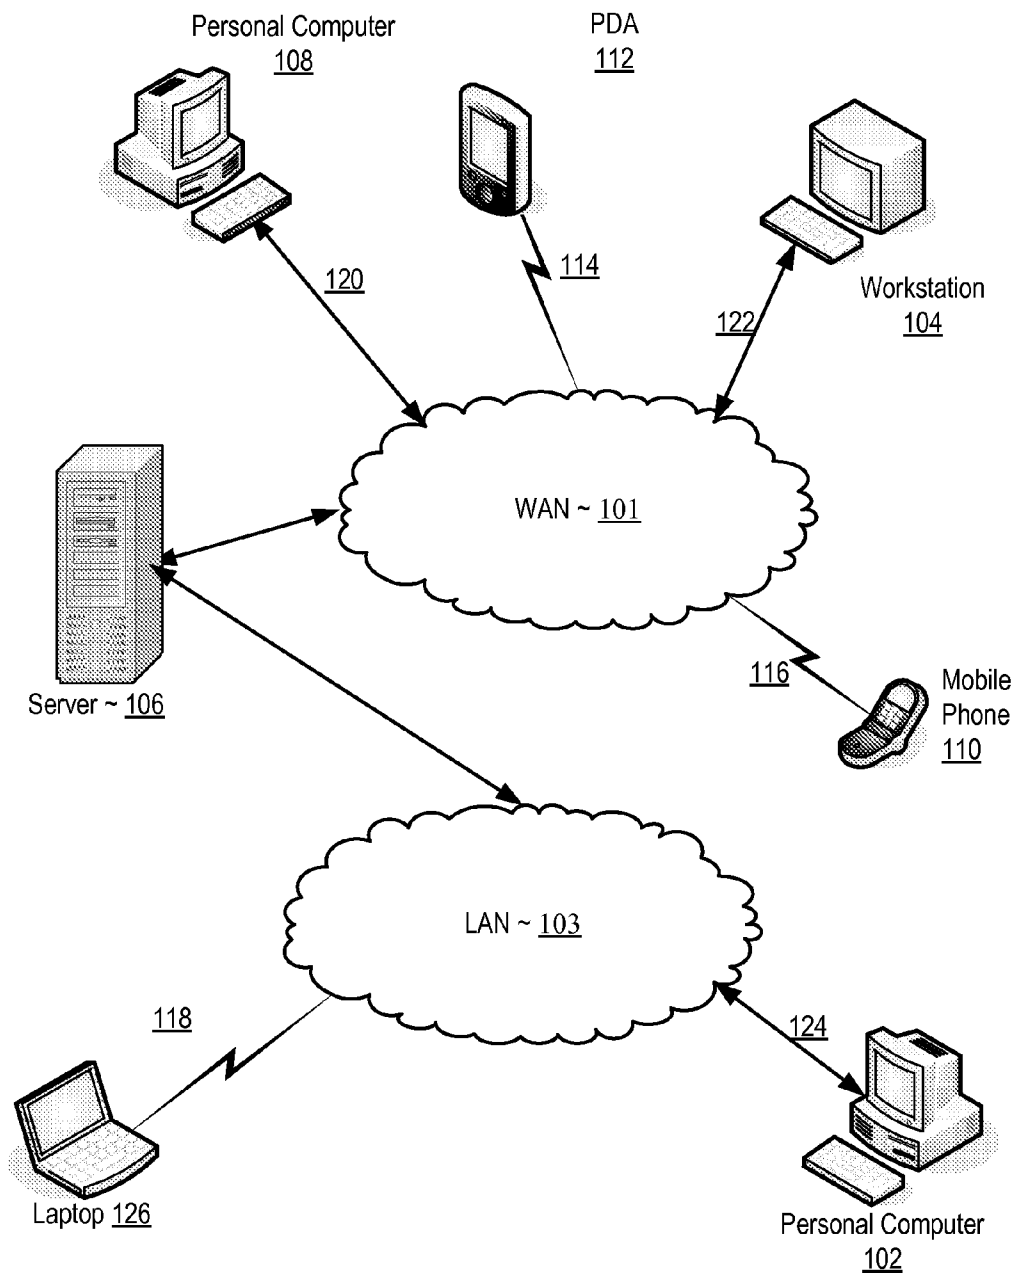 Personal Computer
108
PDA
112
114
120
122
Workstation
104
WAN ~ 101
Server ~ 106
116
Mobile
Phone
110
LAN ~ 103
118
124
Laptop 126
Personal Computer
102